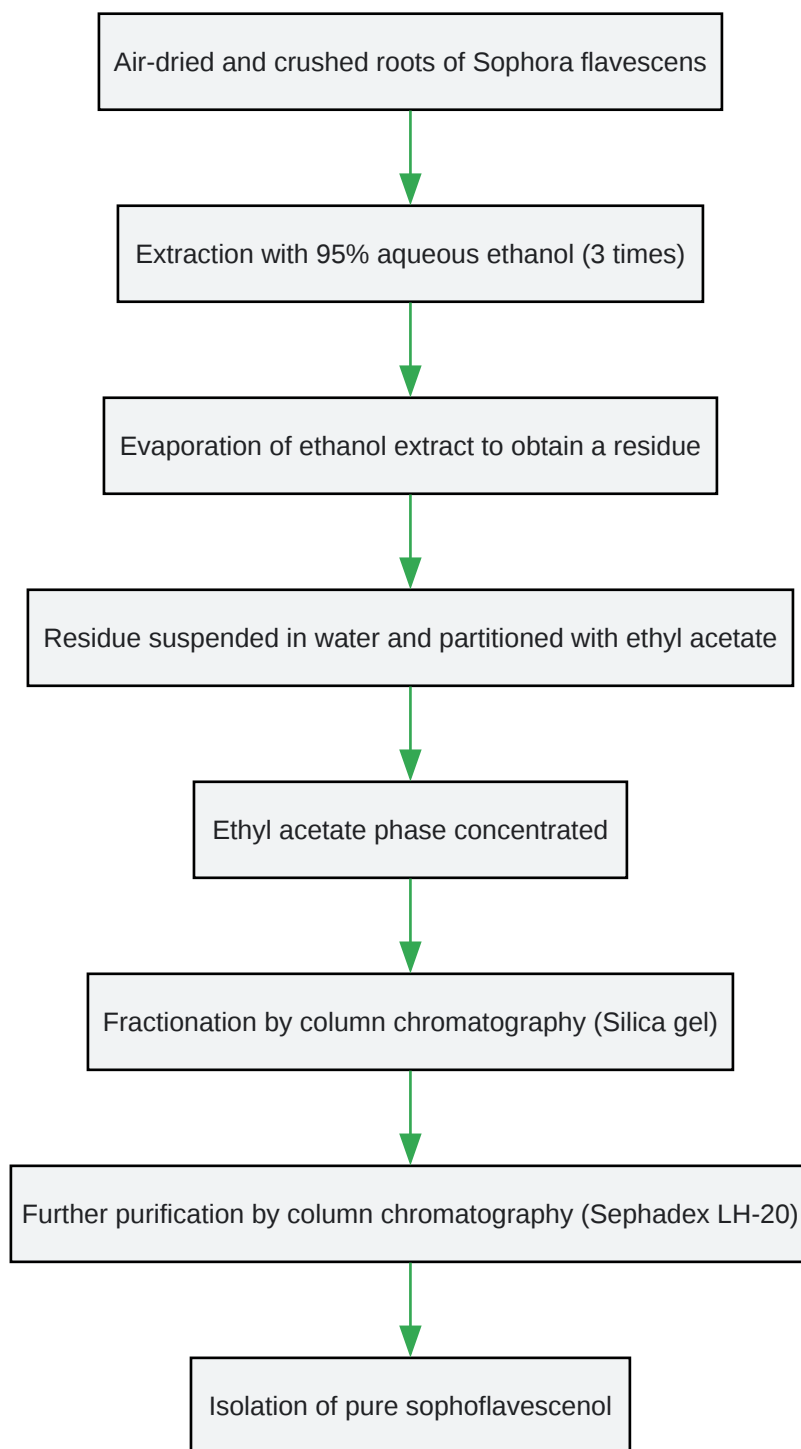 Air-dried and crushed roots of Sophora flavescens
Extraction with 95% aqueous ethanol (3 times)
Evaporation of ethanol extract to obtain a residue
Residue suspended in water and partitioned with ethyl acetate
Ethyl acetate phase concentrated
Fractionation by column chromatography (Silica gel)
Further purification by column chromatography (Sephadex LH-20)
Isolation of pure sophoflavescenol